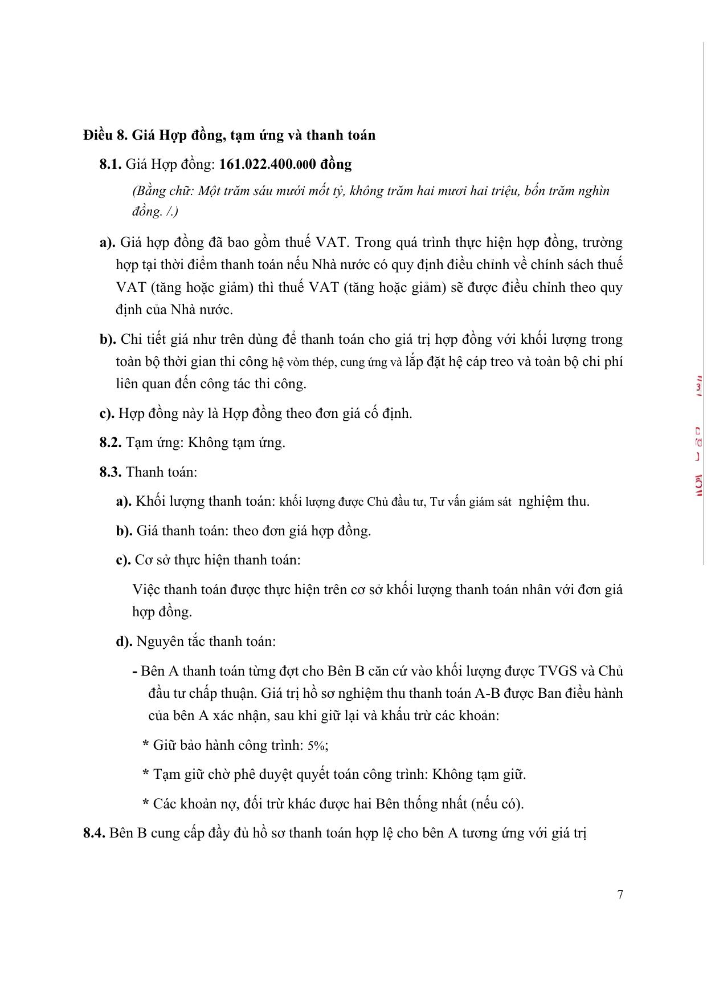 Điều 8. Giá Hợp đồng, tạm ứng và thanh toán
8.1. Giá Hợp đồng: 161.022.400.000 đồng
(Bằng chữ: Một trăm sáu mưới mốt tỷ, không trăm hai mươi hai triệu, bốn trăm nghìn
đồng. /.)
a). Giá hợp đồng đã bao gồm thuế VAT. Trong quá trình thực hiện hợp đồng, trường
hợp tại thời điểm thanh toán nếu Nhà nước có quy định điều chỉnh về chính sách thuế
VAT (tăng hoặc giảm) thì thuế VAT (tăng hoặc giảm) sẽ được điều chỉnh theo quy
định của Nhà nước.
b). Chi tiết giá như trên dùng để thanh toán cho giá trị hợp đồng với khối lượng trong
toàn bộ thời gian thi công hệ vòm thép, cung ứng và lắp đặt hệ cáp treo và toàn bộ chi phí
liên quan đến công tác thi công.
c). Hợp đồng này là Hợp đồng theo đơn giá cố định.
8.2. Tạm ứng: Không tạm ứng.
8.3. Thanh toán:
a). Khối lượng thanh toán: khối lượng được Chủ đầu tư, Tư vấn giám sát nghiệm thu.
b). Giá thanh toán: theo đơn giá hợp đồng.
c). Cơ sở thực hiện thanh toán:
Việc thanh toán được thực hiện trên cơ sở khối lượng thanh toán nhân với đơn giá
hợp đồng.
d). Nguyên tắc thanh toán:
- Bên A thanh toán từng đợt cho Bên B căn cứ vào khối lượng được TVGS và Chủ
đầu tư chấp thuận. Giá trị hồ sơ nghiệm thu thanh toán A-B được Ban điều hành
của bên A xác nhận, sau khi giữ lại và khấu trừ các khoản:
* Giữ bảo hành công trình: 5%;
* Tạm giữ chờ phê duyệt quyết toán công trình: Không tạm giữ.
* Các khoản nợ, đối trừ khác được hai Bên thống nhất (nếu có).
8.4. Bên B cung cấp đầy đủ hồ sơ thanh toán hợp lệ cho bên A tương ứng với giá trị
7